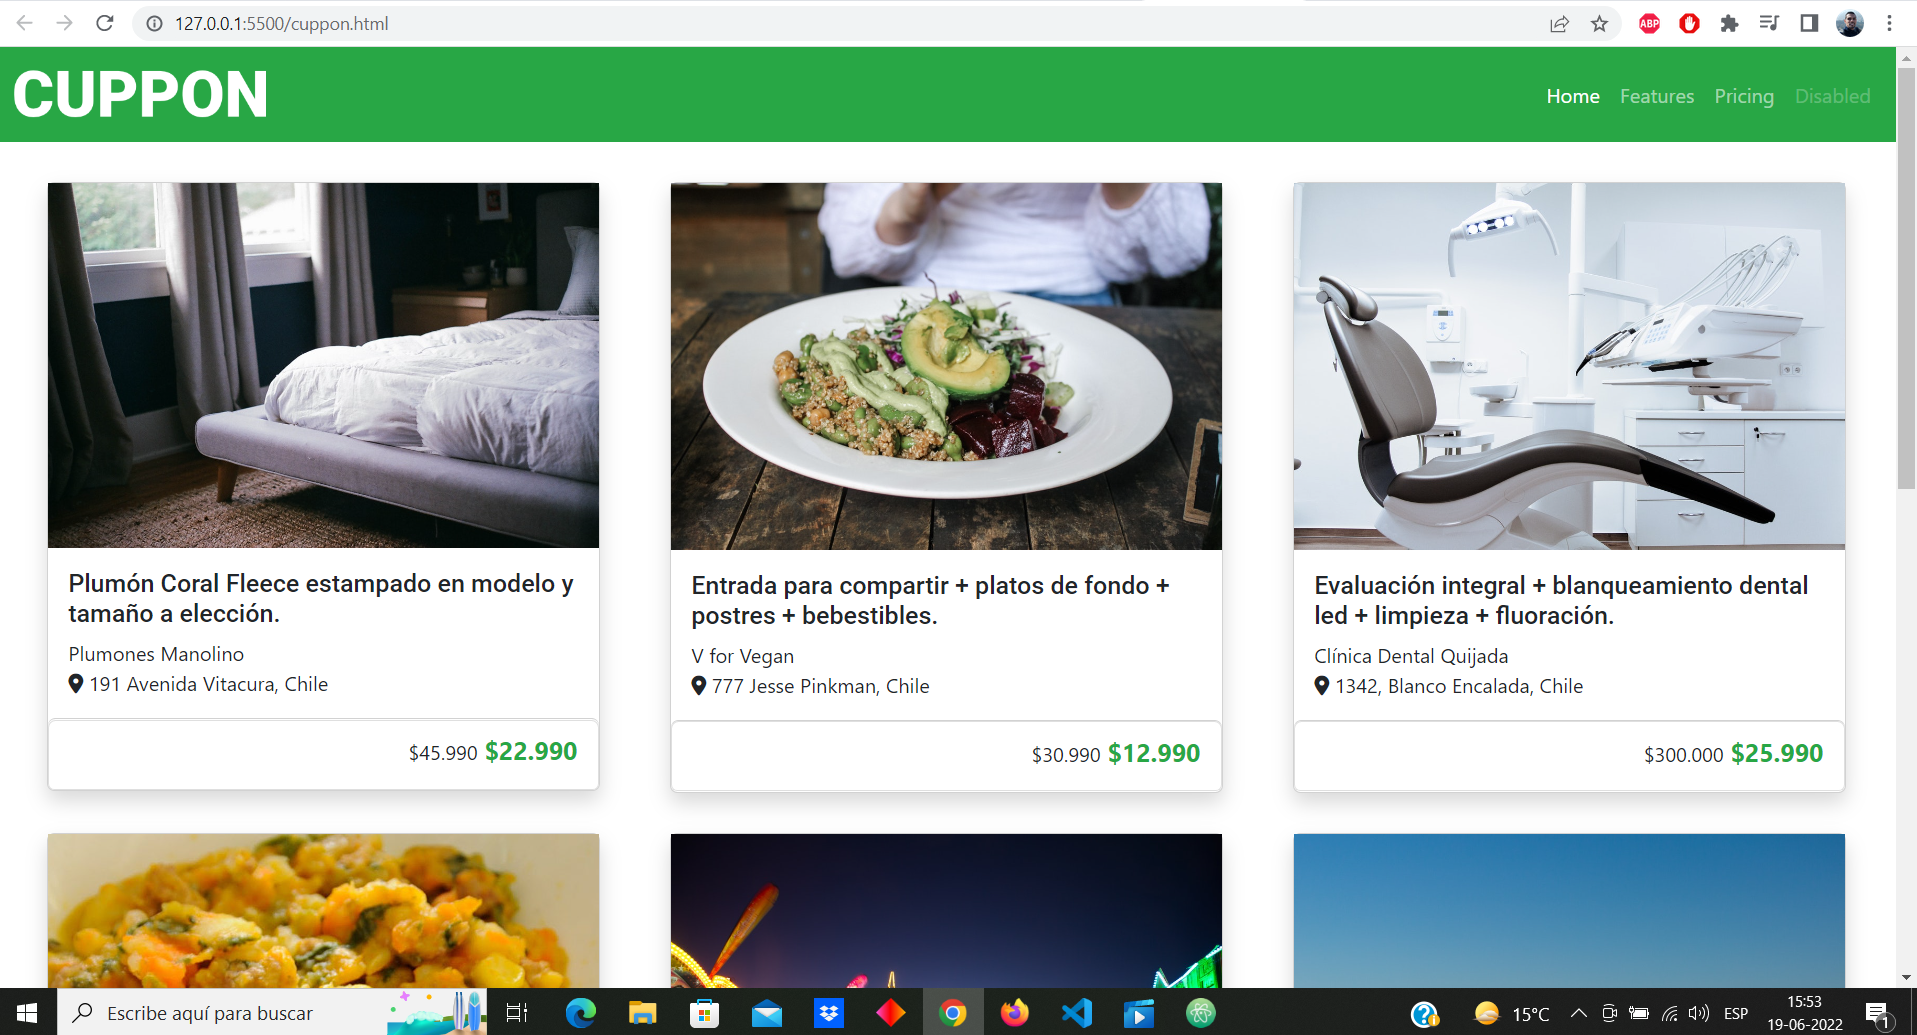 127.0.0.1:5500/cuppon.html
ABP
CUPPON
Home Features Pricing Disabled
Plumón Coral Fleece estampado en modelo y
tamaño a elección.
Plumones Manolino
191 Avenida Vitacura, Chile
$45.990 $22.990
Entrada para compartir + platos de fondo +
postres + bebestibles.
V for Vegan
777 Jesse Pinkman, Chile
$30.990 $12.990
Evaluación integral + blanqueamiento dental
led + limpieza + fluoración.
Clínica Dental Quijada
1342, Blanco Encalada, Chile
$300.000 $25.990
Escribe aquí para buscar
15°C
ESP
15:53
19-06-2022
1